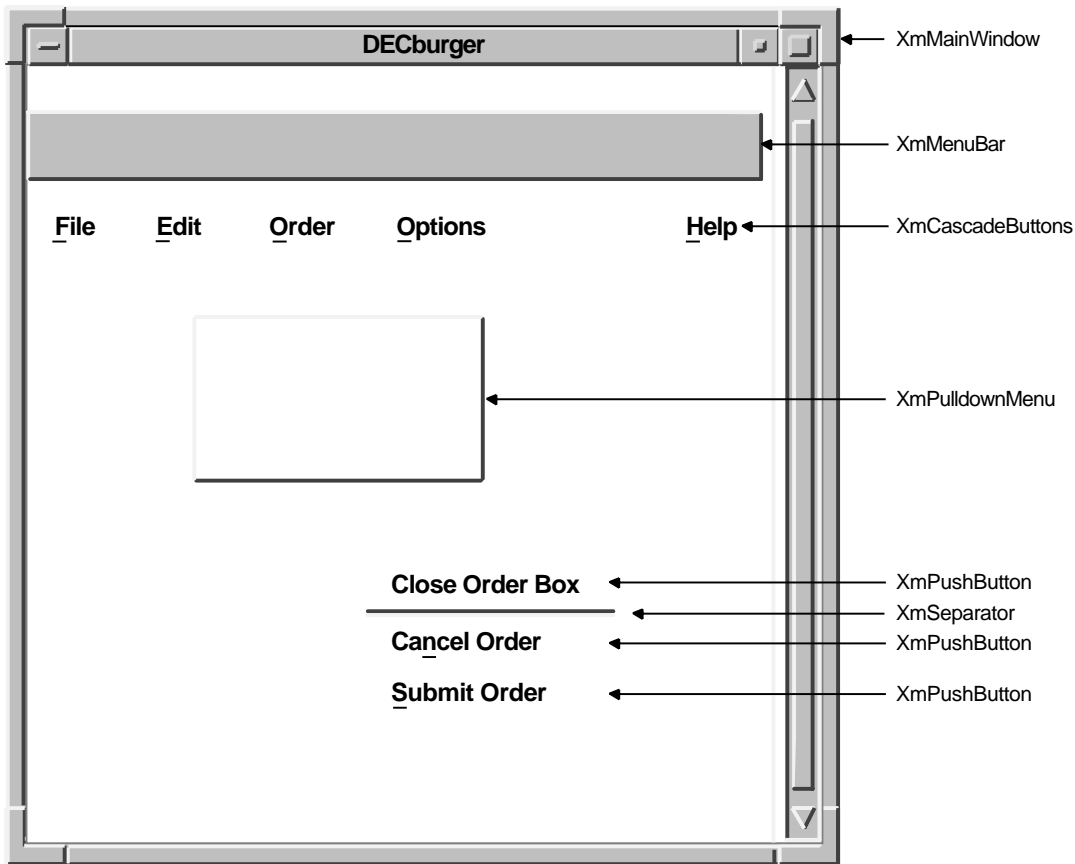 DECburger
XmMainWindow
XmMenuBar
File Edit Order Options Help
XmCascadeButtons
XmPulldownMenu
Close Order Box
XmPushButton
XmSeparator
Cancel Order
XmPushButton
Submit Order
XmPushButton